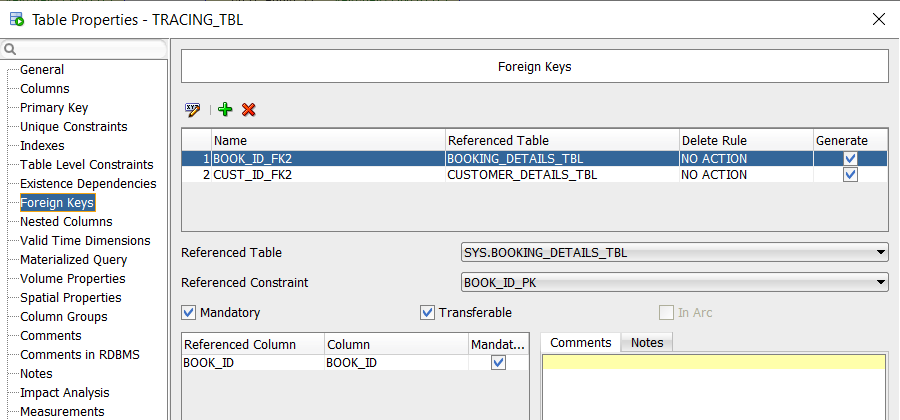 Table Properties - TRACING_TBL
General
Columns
Primary Key
Unique Constraints
Indexes
Table Level Constraints
Existence Dependencies
Foreign Keys
Nested Columns
Valid Time Dimensions
Materialized Query
Volume Properties
Spatial Properties
Column Groups
Comments
Comments in RDBMS
Notes
Impact Analysis
Measurements
Foreign Keys
XYZ
Name Referenced Table Delete Rule Generate
1 BOOK_ID_FK2 BOOKING_DETAILS_TBL NO ACTION
2 CUST_ID_FK2 CUSTOMER_DETAILS_TBL NO ACTION
Referenced Table SYS.BOOKING_DETAILS_TBL
Referenced Constraint BOOK_ID_PK
Mandatory Transferable In Arc
Referenced Column Column Mandat...
BOOK_ID BOOK_ID
Comments Notes